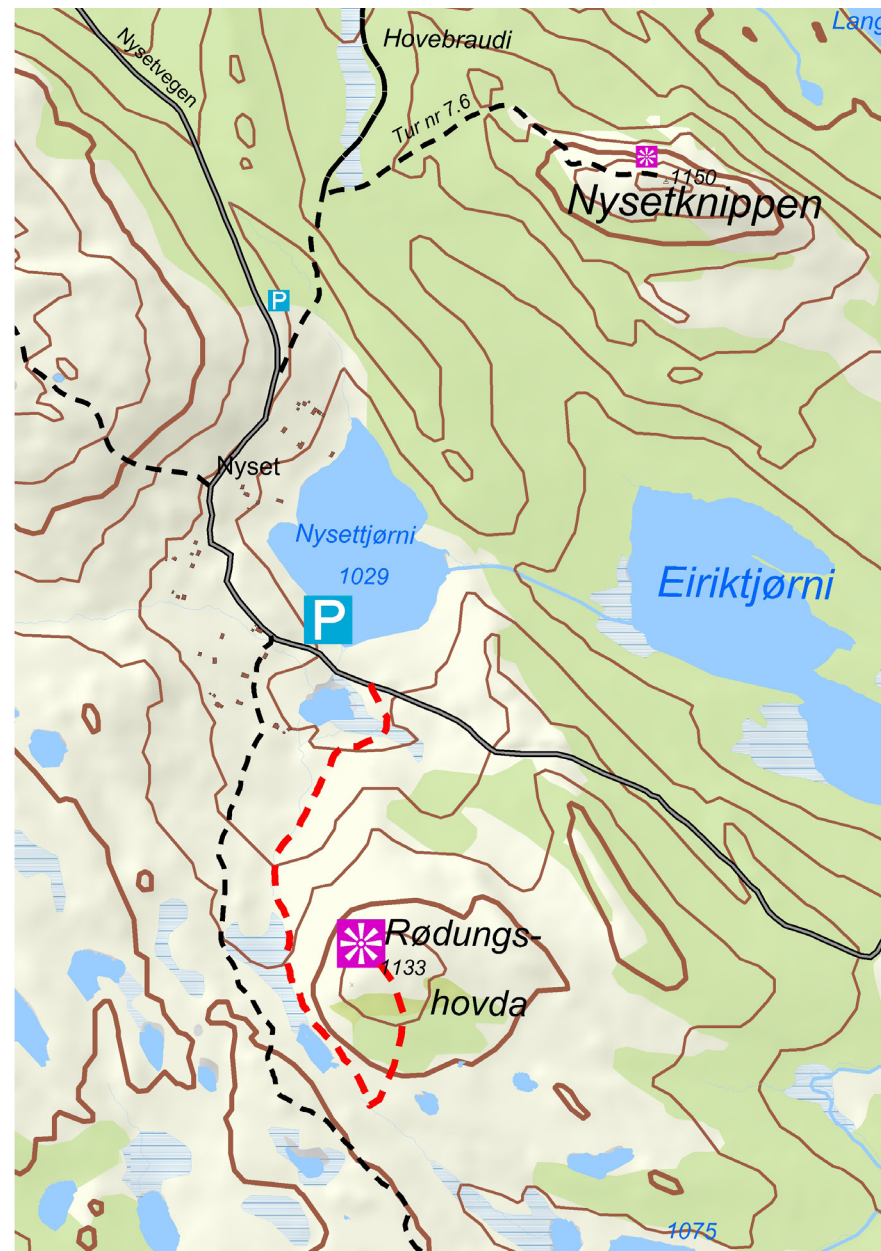 Lang
Hovebraudi
Nysetvegen
Tur nr 7.6
1150
Nysetknippen
P
Nyset
Nysettjørni
1029
Eiriktjørni
P
Rødungs-
1133
hovda
1075